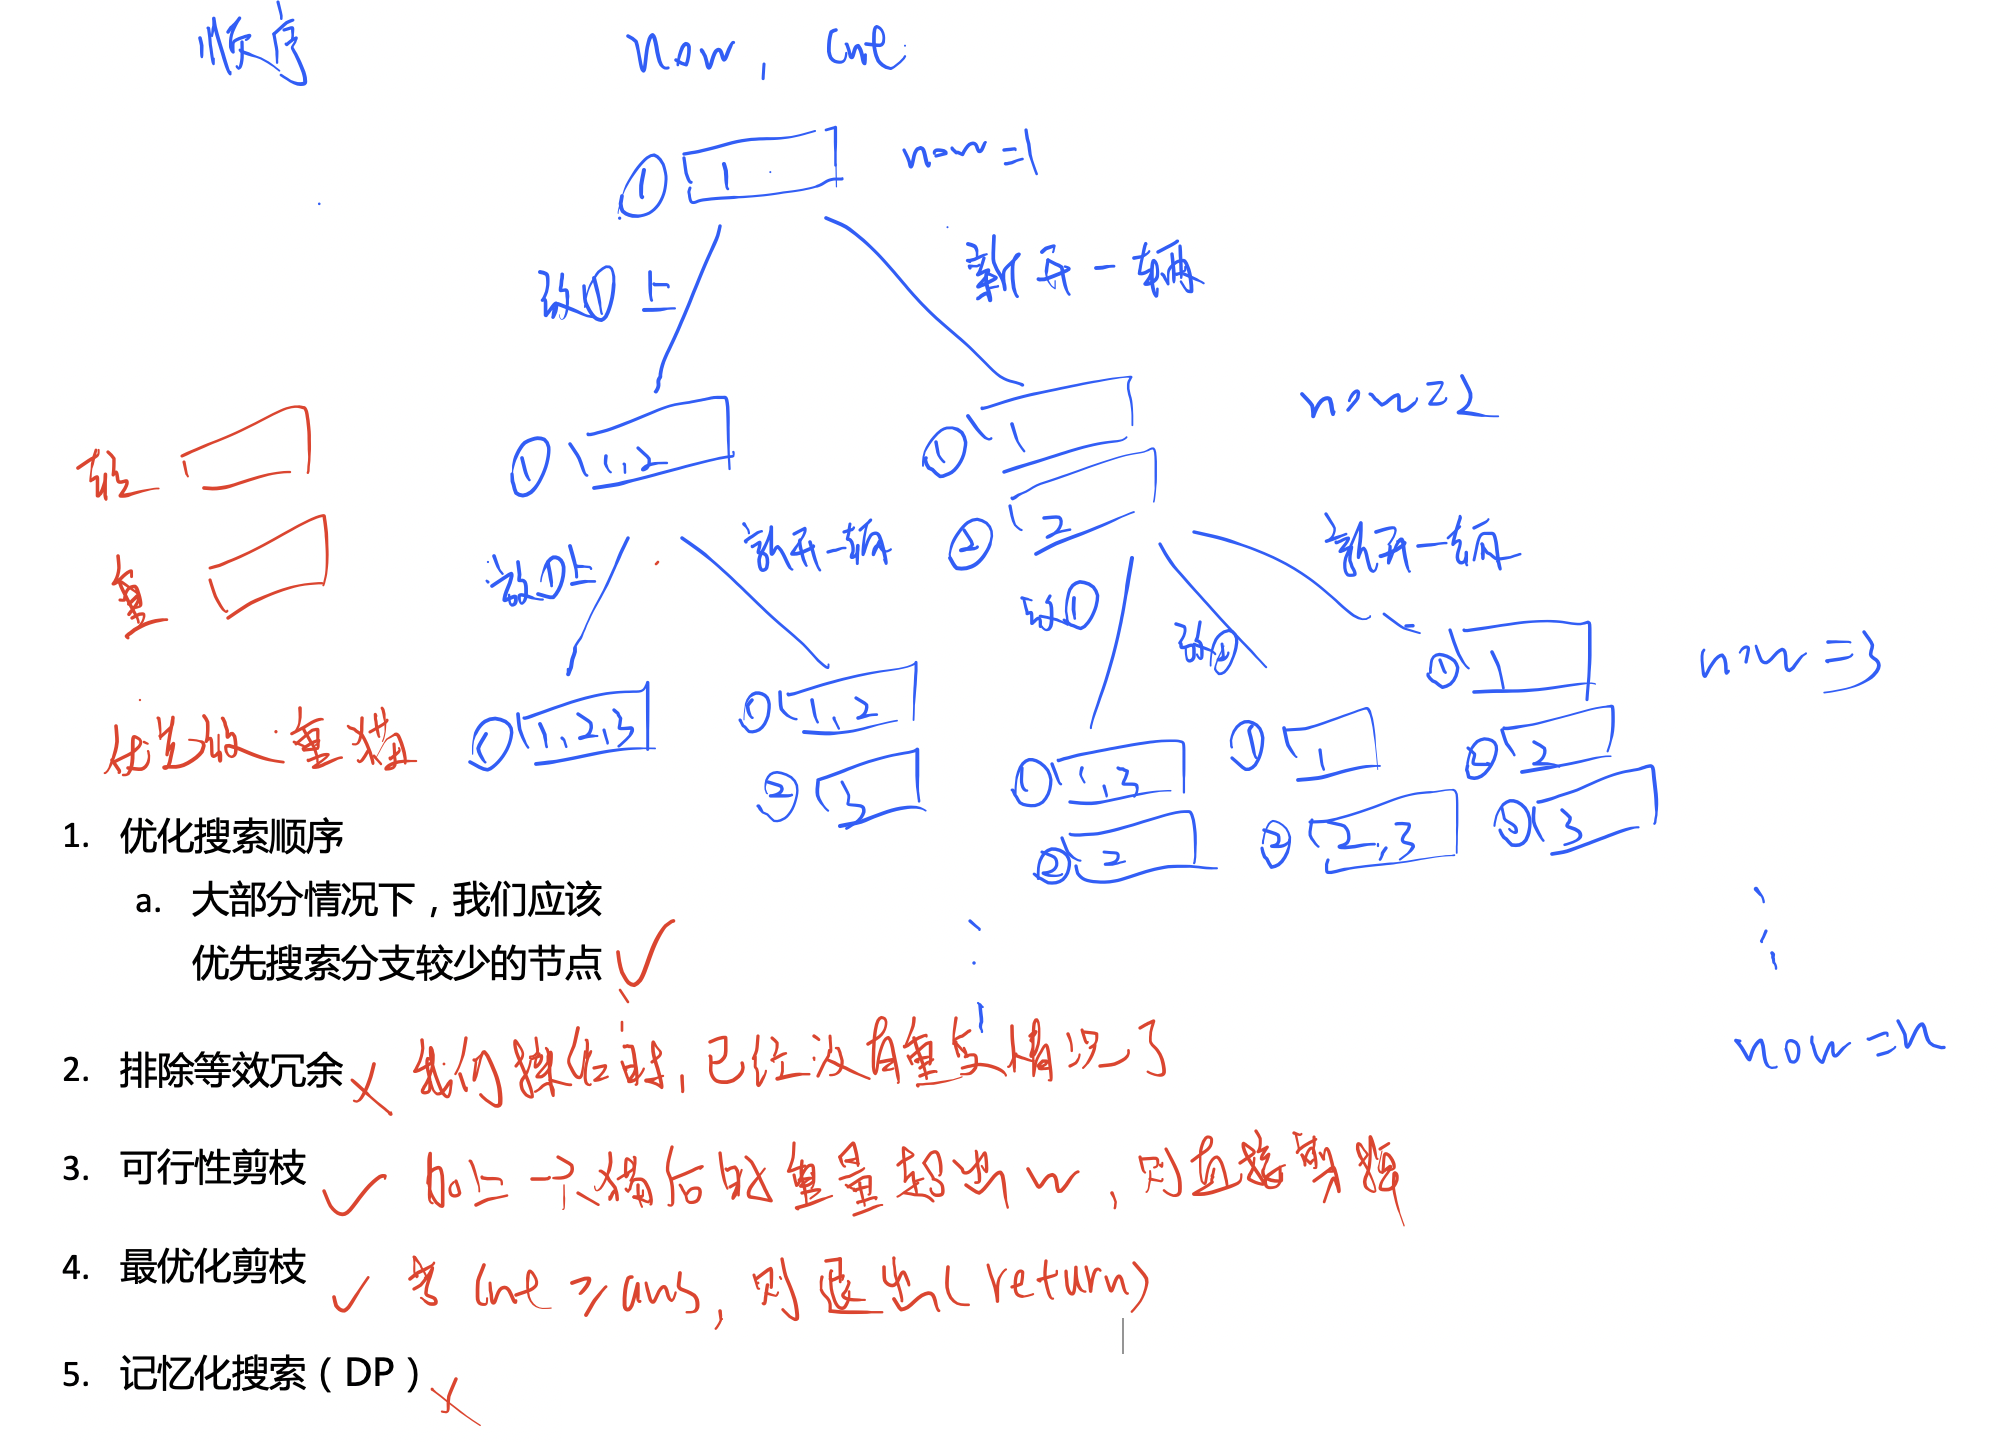 顺序
now, cnt
① 1
now=1
放①上
新开一辆
① 1,2
① 1
② 2
now=2
轻
重
放①上
新开一辆
放①
放②
新开一辆
① 1,2,3
① 1,2
② 3
① 1,3
② 2
① 1
② 2,3
① 1
② 2
③ 3
now=3
优先放重猫
1. 优化搜索顺序
a. 大部分情况下，我们应该
优先搜索分支较少的节点
now=n
2. 排除等效冗余 我们操作时,已经没有重复情况了
3. 可行性剪枝 加上一只猫后的重量超出w,则直接剪掉
4. 最优化剪枝 当 cnt ≥ ans, 则退出(return)
5. 记忆化搜索（DP）